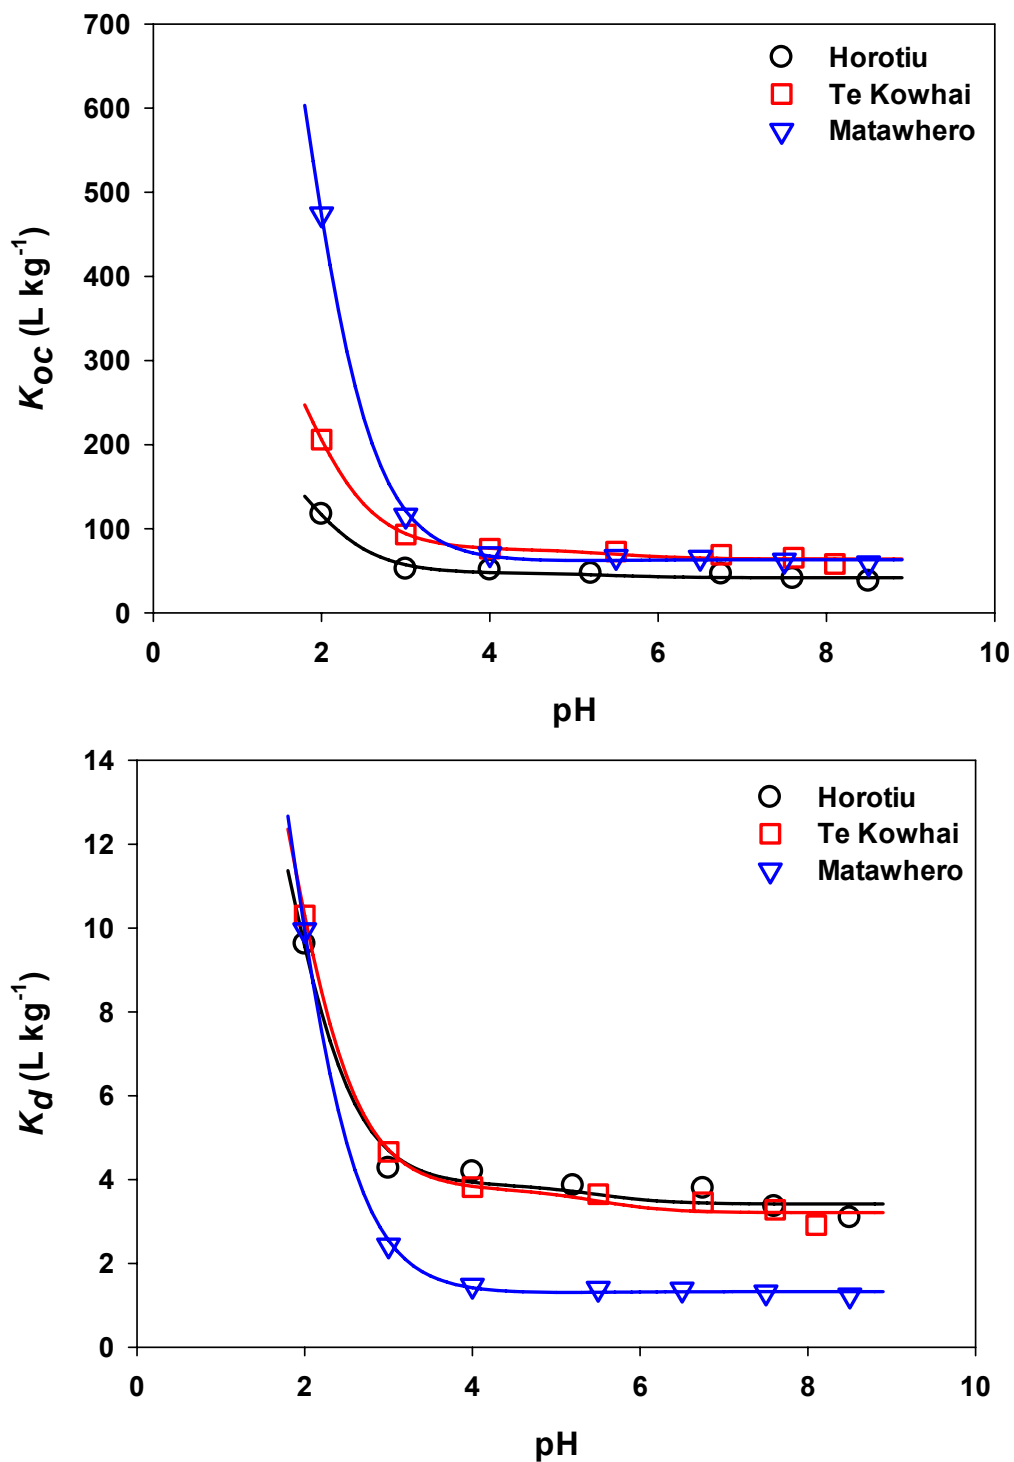 700
600
500
400
300
200
100
0
Koc (L kg-1)
Horotiu
Te Kowhai
Matawhero
0 2 4 6 8 10
pH
14
12
10
8
6
4
2
0
Kd (L kg-1)
Horotiu
Te Kowhai
Matawhero
0 2 4 6 8 10
pH